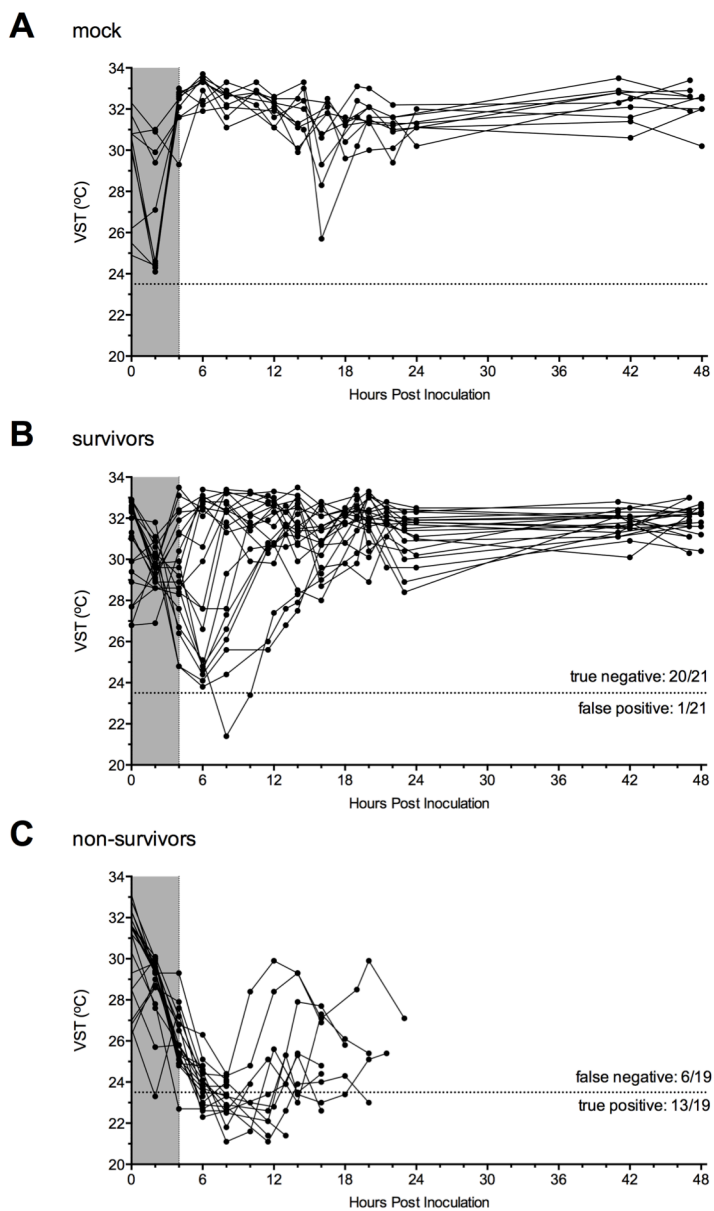 A mock
34
32
30
28
26
24
22
20
VST (ºC)
0 6 12 18 24 30 36 42 48
Hours Post Inoculation
B survivors
34
32
30
28
26
24
22
20
VST (ºC)
true negative: 20/21
false positive: 1/21
0 6 12 18 24 30 36 42 48
Hours Post Inoculation
C non-survivors
34
32
30
28
26
24
22
20
VST (ºC)
false negative: 6/19
true positive: 13/19
0 6 12 18 24 30 36 42 48
Hours Post Inoculation